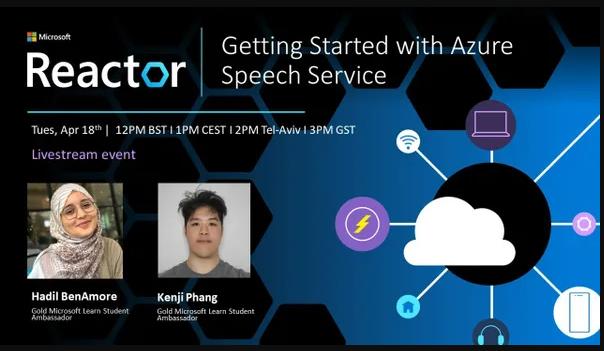 Microsoft
Reactor
Getting Started with Azure
Speech Service
Tues, Apr 18th | 12PM BST I 1PM CEST I 2PM Tel-Aviv I 3PM GST
Livestream event
Hadil BenAmore
Gold Microsoft Learn Student
Ambassador
Kenji Phang
Gold Microsoft Learn Student
Ambassador